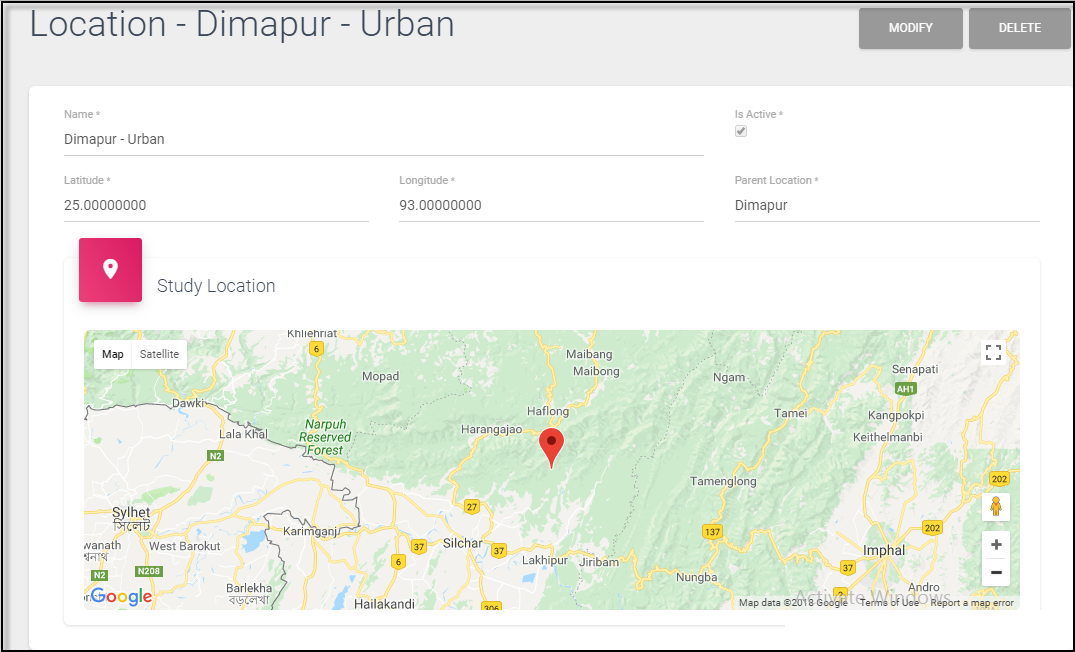 Location - Dimapur - Urban
MODIFY
DELETE
Name *
Is Active *
Dimapur - Urban
Latitude *
Longitude *
Parent Location *
25.00000000
93.00000000
Dimapur
Study Location
Map
Satellite
Khliehriat
6
Maibang
Maibong
Mopad
Ngam
Senapati
AH1
Dawki
Haflong
Tamei
Kangpokpi
Lala Khal
Narpuh
Reserved
Forest
Harangajao
Keithelmanbi
N2
Tamenglong
202
27
Sylhet
সিলেট
Karimganj
137
202
wanath
West Barokut
37
Silchar
37
Imphal
6
Lakhipur
Jiribam
37
N2
N208
Nungba
Barlekha
বড়লেখা
Andro
2
Google
Hailakandi
306
Map data ©2018 Google
Terms of Use
Report a map error
Activate Windows